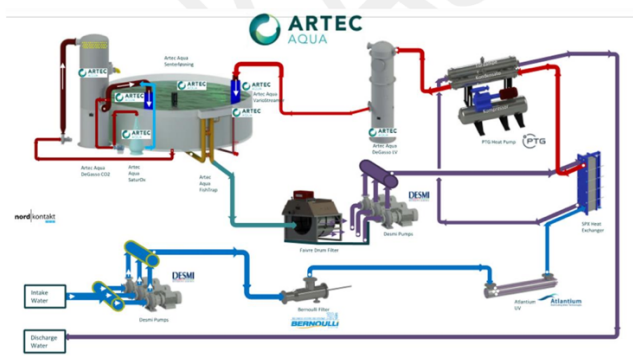 ARTEC
AQUA
ARTEC
Artec Aqua
ARTEC
ARTEC
ARTEC
Artec Aqua
ARTEC
ARTEC
ARTEC
Artec Aqua
DeGasso LV
PTG Heat Pump
PTG
Artec Aqua
DeGasso CO2
Artec
Aqua
Artec
Aqua
FishTrap
DESMI
Desmi Pumps
Faivre Drum Filter
SPX Heat
Exchanger
nordkontakt
DESMI
Desmi Pumps
Intake
Water
Bernoulli Filter
BERNOULLI
Atlantium
UV
Atlantium
Discharge
Water